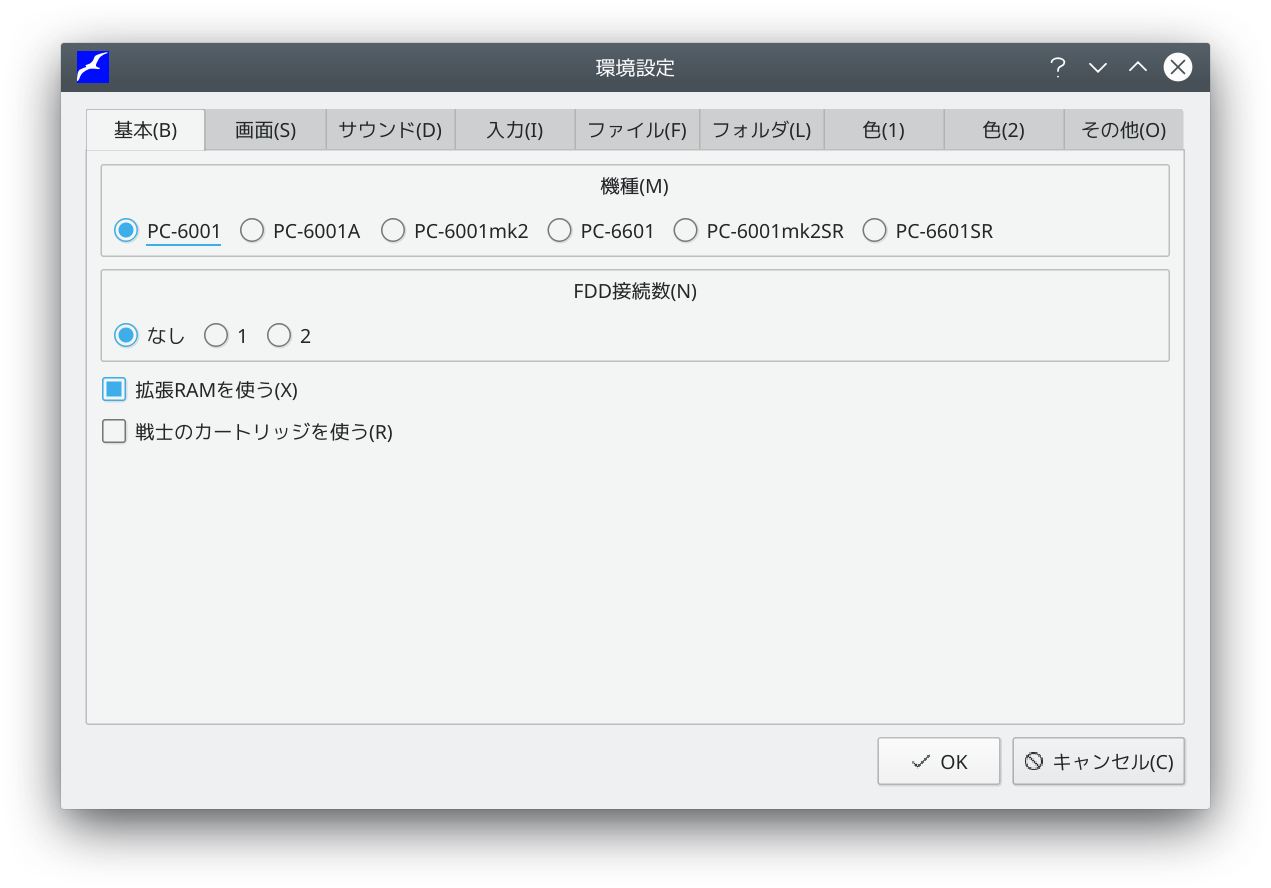 環境設定
基本(B) 画面(S) サウンド(D) 入力(I) ファイル(F) フォルダ(L) 色(1) 色(2) その他(O)
機種(M)
PC-6001 PC-6001A PC-6001mk2 PC-6601 PC-6001mk2SR PC-6601SR
FDD接続数(N)
なし 1 2
拡張RAMを使う(X)
戦士のカートリッジを使う(R)
OK キャンセル(C)